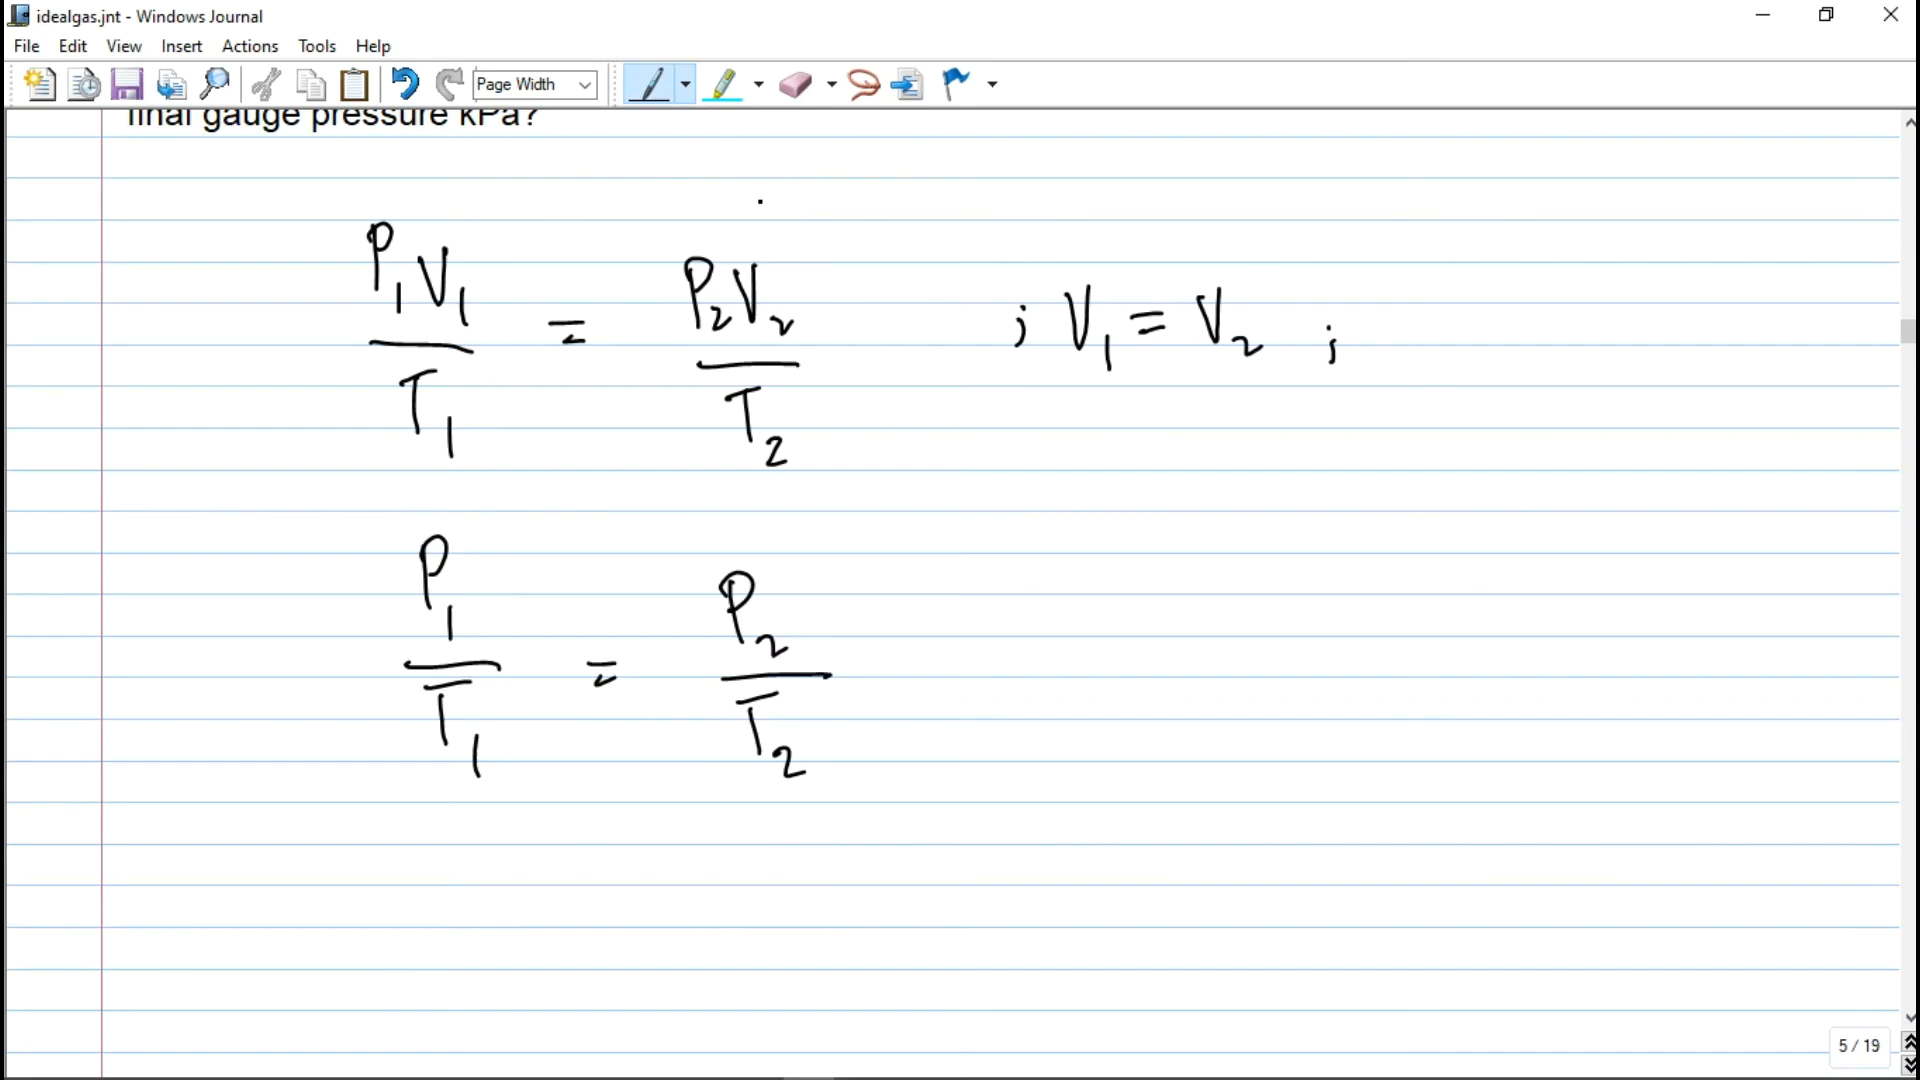 idealgas.jnt - Windows Journal
File Edit View Insert Actions Tools Help
Page Width
final gauge pressure kPa?
P₁V₁/T₁ = P₂V₂/T₂ ; V₁ = V₂ ;
P₁/T₁ = P₂/T₂
5 / 19